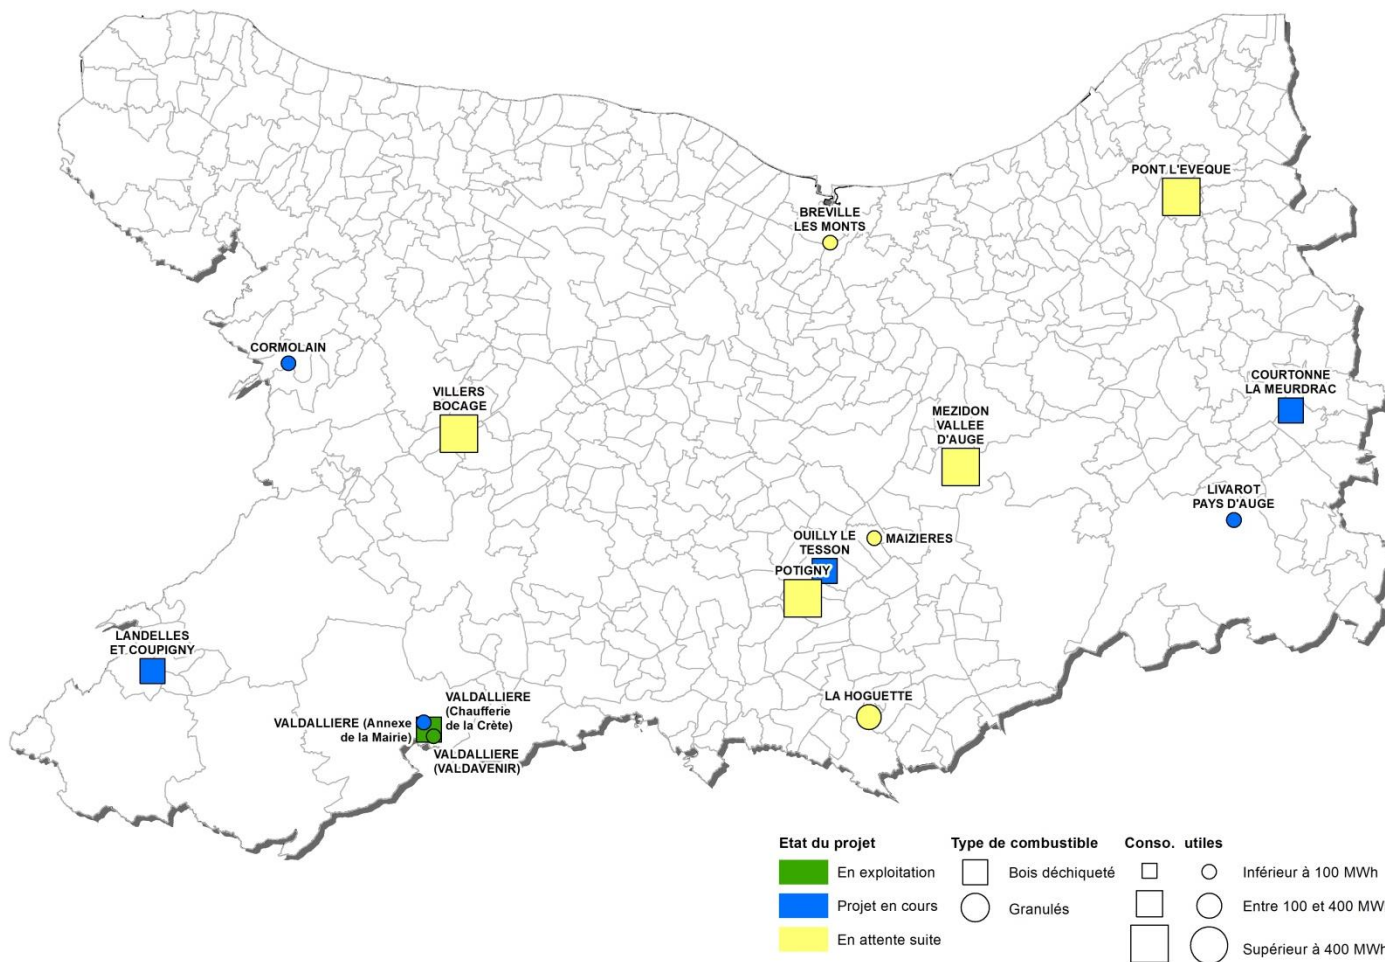 PONT L'EVEQUE
BREVILLE
LES MONTS
CORMOLAIN
VILLERS
BOCAGE
COURTONNE
LA MEURDRAC
MEZIDON
VALLEE
D'AUGE
LIVAROT
PAYS D'AUGE
OUILLY LE
TESSON
MAIZIERES
POTIGNY
LANDELLES
ET COUPIGNY
LA HOGUETTE
VALDALLIERE (Annexe
de la Mairie)
VALDALLIERE
(Chaufferie
de la Crète)
VALDALLIERE
(VALDAVENIR)
Etat du projet
En exploitation
Projet en cours
En attente suite
Type de combustible
Bois déchiqueté
Granulés
Conso. utiles
Inférieur à 100 MWh
Entre 100 et 400 MW
Supérieur à 400 MWh